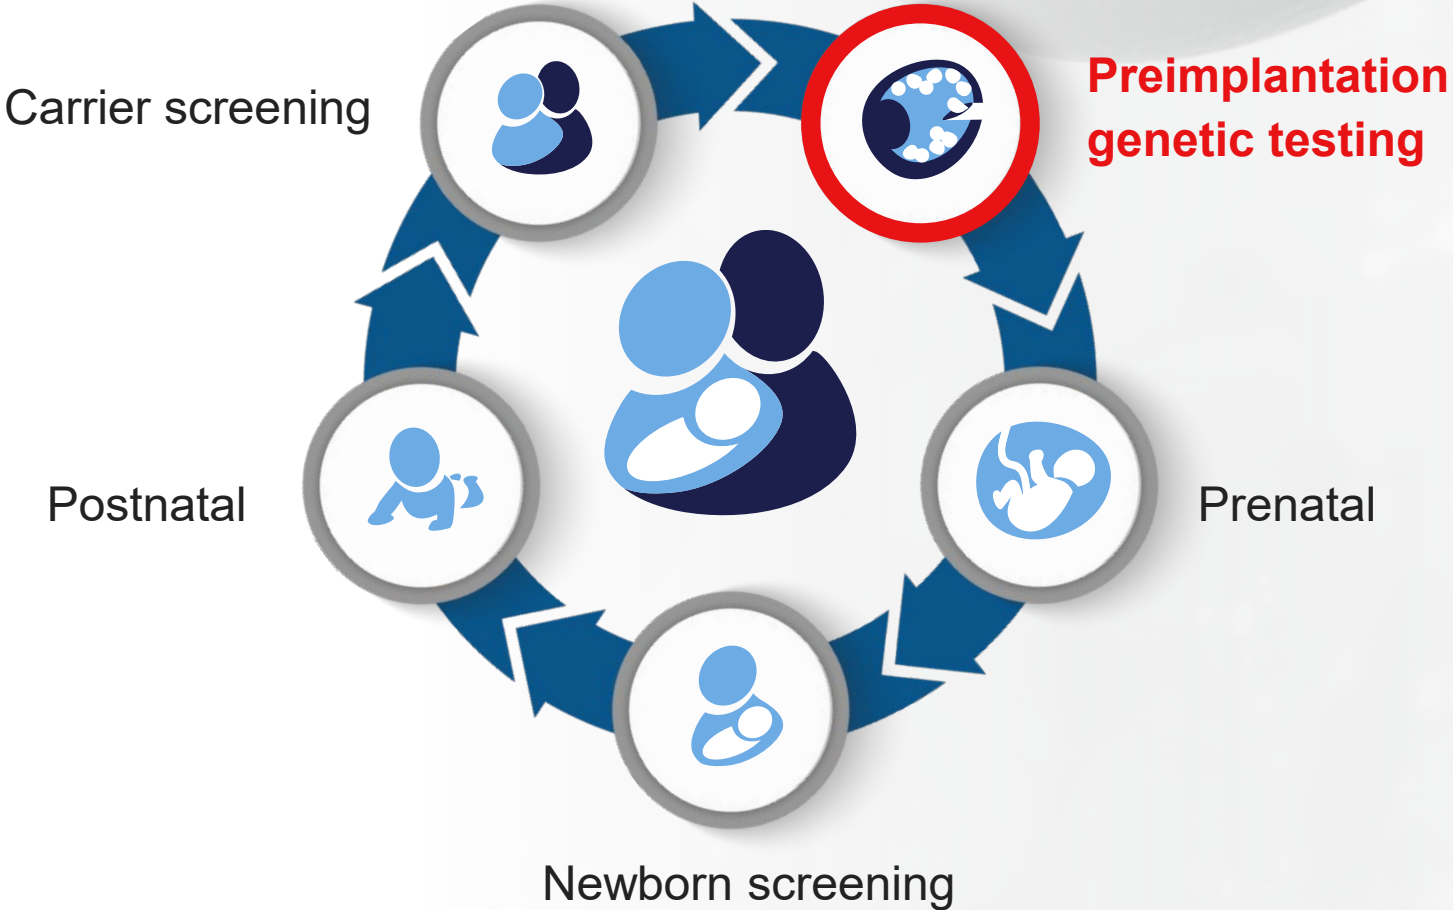 Carrier screening
Preimplantation
genetic testing
Postnatal
Prenatal
Newborn screening